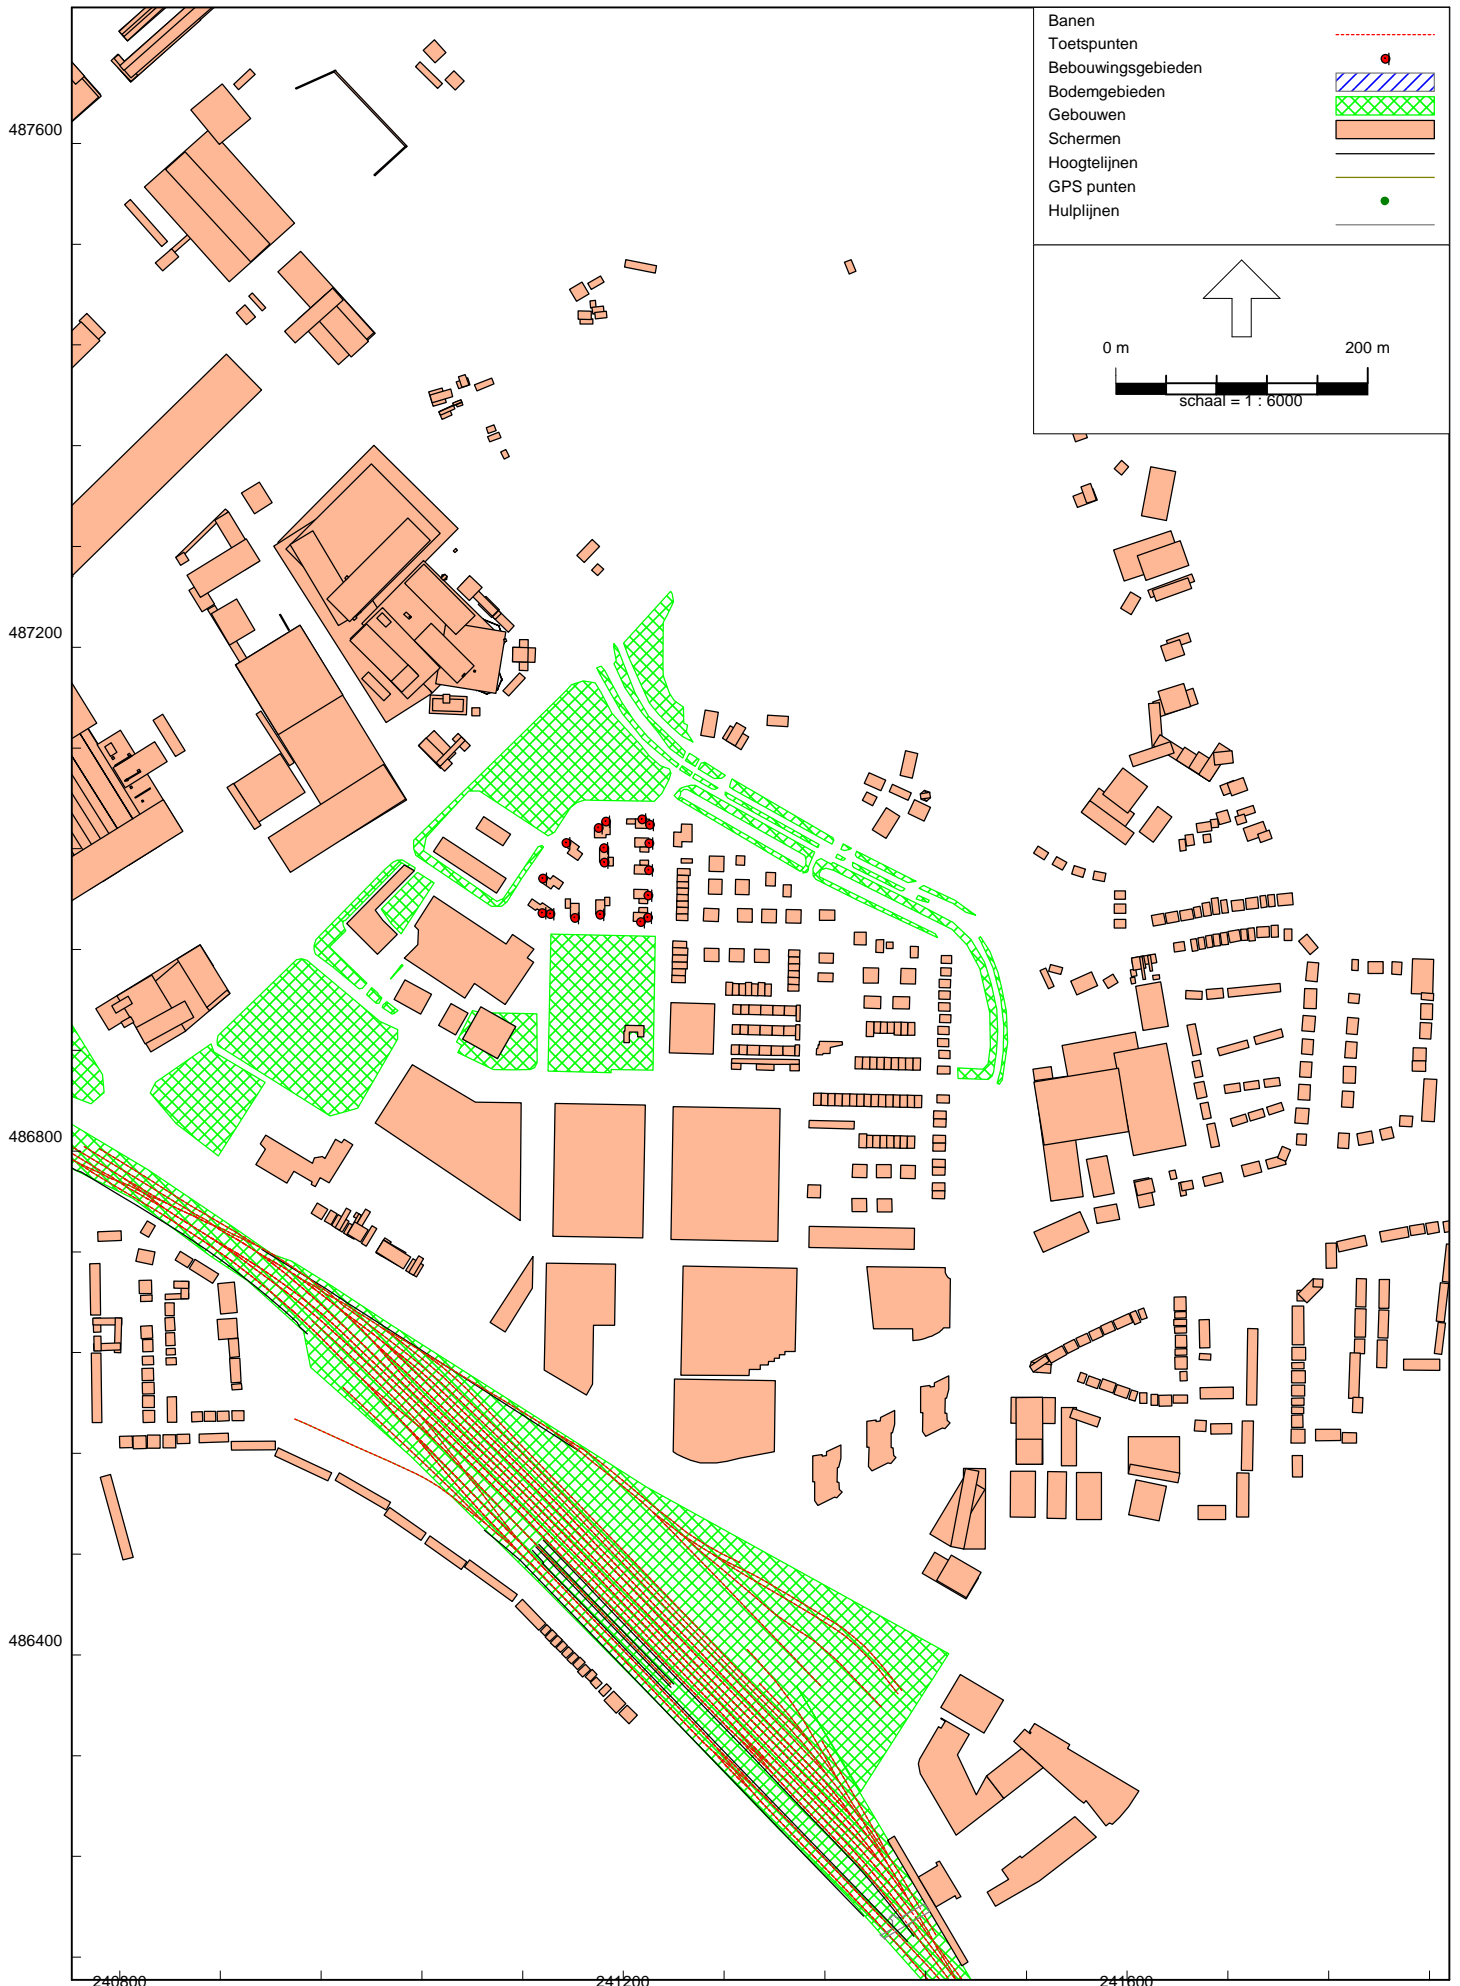 Banen
Toetspunten
Bebouwingsgebieden
Bodemgebieden
Gebouwen
Schermen
Hoogtelijnen
GPS punten
Hulplijnen
0 m 200 m
schaal = 1 : 6000
487600
487200
486800
486400
240800 241200 241600